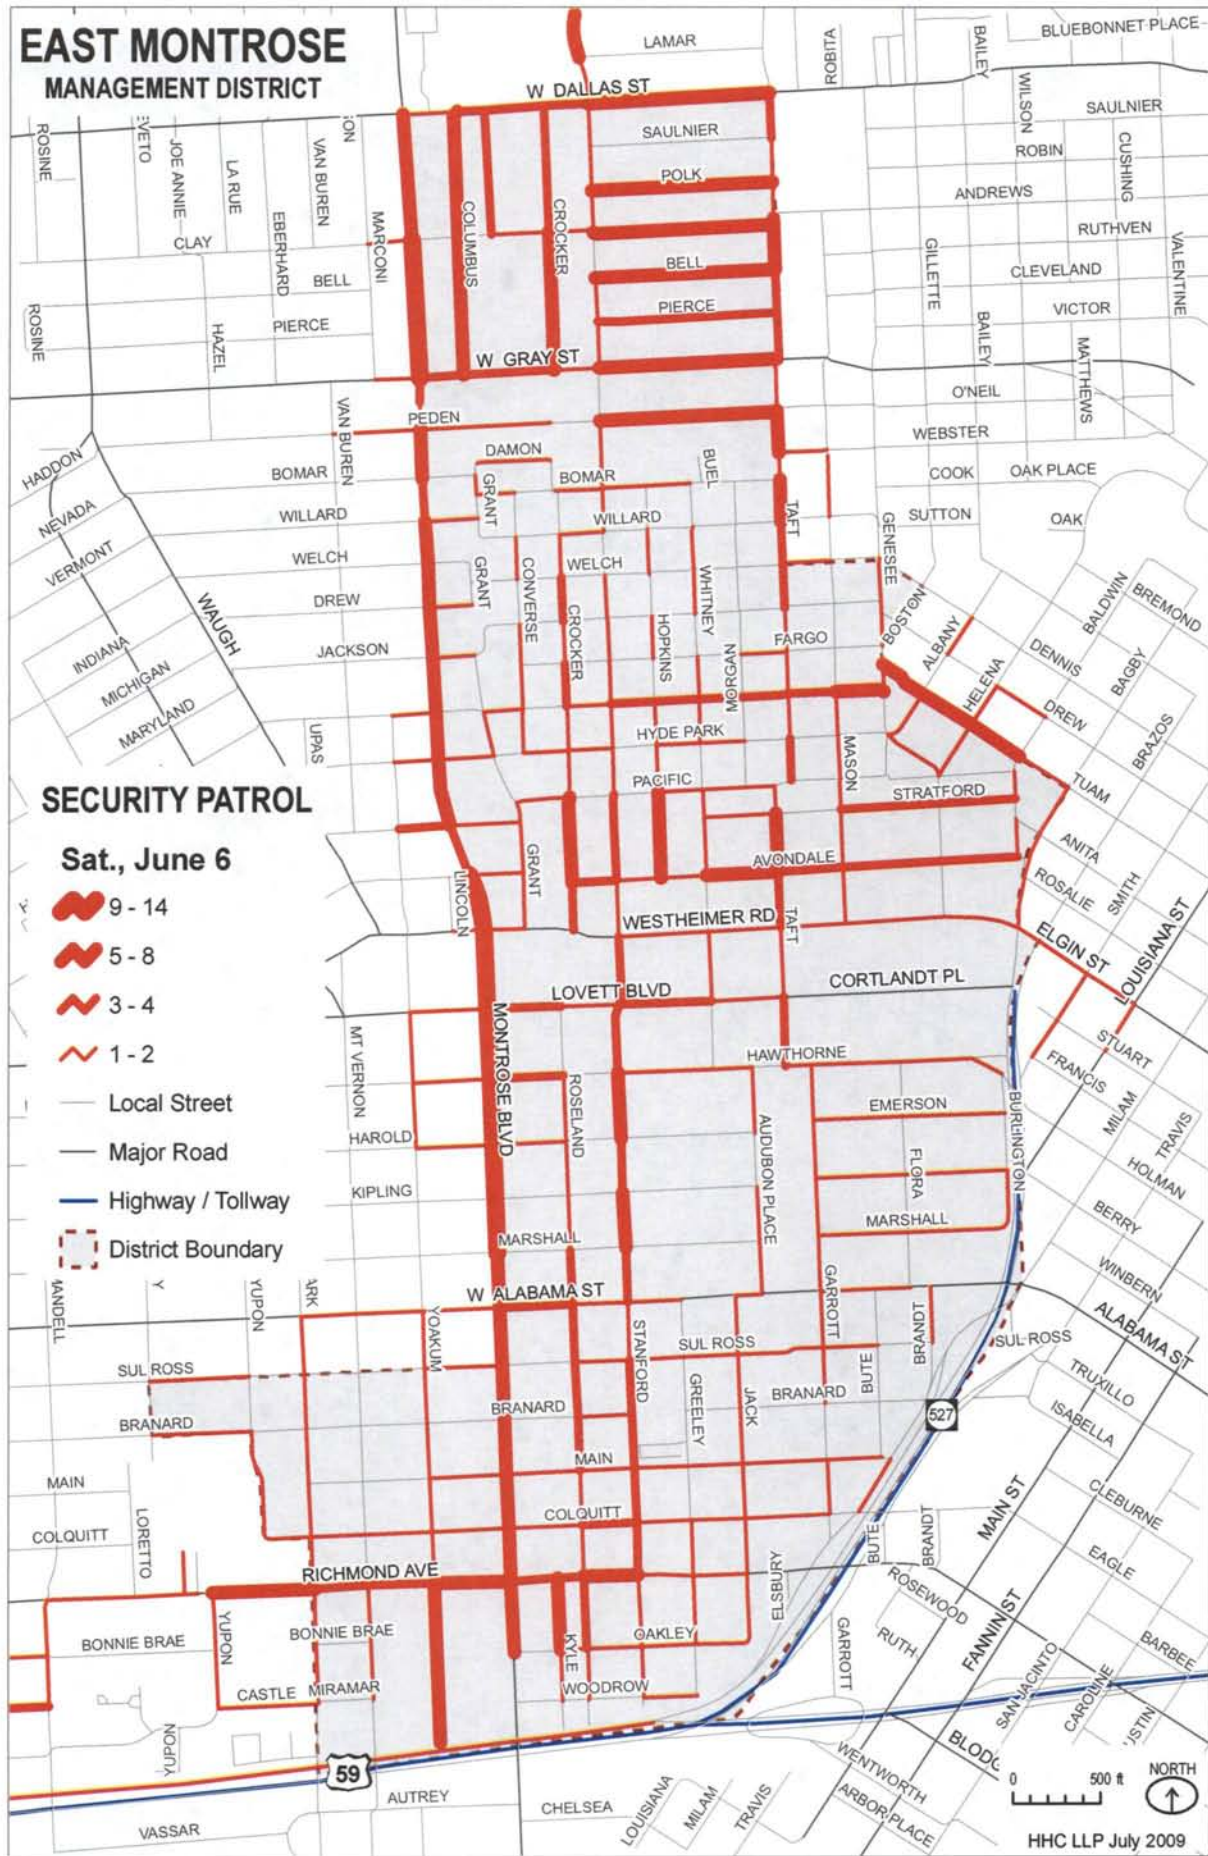 EAST MONTROSE
MANAGEMENT DISTRICT
LAMAR
ROBITA
BAILEY
BLUEBONNET PLACE
W DALLAS ST
WILSON
SAULNIER
ROSINE
JOE ANNIE
LA RUE
VAN BUREN
SAULNIER
ROBIN
CUSHING
POLK
ANDREWS
EBERHARD
MARCONI
COLUMBUS
CROCKER
CLAY
RUTHVEN
VALENTINE
BELL
BELL
GILLETTE
CLEVELAND
ROSINE
HAZEL
PIERCE
PIERCE
BAILEY
VICTOR
MATTHEWS
W GRAY ST
O'NEIL
VAN BUREN
PEDEN
WEBSTER
HADDON
BOMAR
DAMON
GRANT
BOMAR
BUEL
COOK
OAK PLACE
NEVADA
WILLARD
WILLARD
TAFT
GENESEE
SUTTON
OAK
VERMONT
WELCH
GRANT
CONVERSE
WELCH
WHITNEY
WAUGH
DREW
CROCKER
HOPKINS
FARGO
BOSTON
ALBANY
BALDWIN
BREMOND
INDIANA
JACKSON
MORGAN
HELENA
DENNIS
BAGBY
MICHIGAN
MARYLAND
UPAS
HYDE PARK
MASON
DREW
BRAZOS
PACIFIC
STRATFORD
TUAM
SECURITY PATROL
Sat., June 6
9 - 14
5 - 8
3 - 4
1 - 2
Local Street
Major Road
Highway / Tollway
District Boundary
LINCOLN
GRANT
AVONDALE
ANITA
ROSALIE
SMITH
WESTHEIMER RD
TAFT
ELGIN ST
LOUISIANA ST
LOVETT BLVD
CORTLANDT PL
MT VERNON
MONTROSE BLVD
HAWTHORNE
STUART
FRANCIS
ROSELAND
EMERSON
BURLINGTON
MILAM
TRAVIS
HAROLD
AUDUBON PLACE
FLORA
HOLMAN
KIPLING
MARSHALL
MARSHALL
BERRY
WINBERN
W ALABAMA ST
YUPON
YOAKUM
STANFORD
GARROTT
BRANDT
ALABAMA ST
SUL ROSS
SUL ROSS
SUL ROSS
TRUXILLO
BRANARD
BRANARD
GREELEY
JACK
BRANARD
BUTE
527
ISABELLA
MAIN
MAIN
MAIN ST
CLEBURNE
COLQUITT
LORETTO
COLQUITT
BUTE
BRANDT
EAGLE
RICHMOND AVE
ELSBURY
ROSEWOOD
FANNIN ST
BONNIE BRAE
YUPON
BONNIE BRAE
KYLE
OAKLEY
GARROTT
RUTH
SAN JACINTO
CAROLINE
BARBEE
CASTLE
MIRAMAR
WOODROW
YUPON
59
WENTWORTH
ARBOR PLACE
AUTREY
CHELSEA
LOUISIANA
MILAM
TRAVIS
VASSAR
0 500 ft
NORTH
HHC LLP July 2009